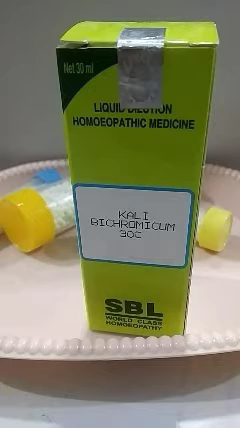 Net 30 ml
LIQUID DILUTION
HOMOEOPATHIC MEDICINE
KALI
BICHROMICUM
30C
SBL
WORLD CLASS
HOMOEOPATHY